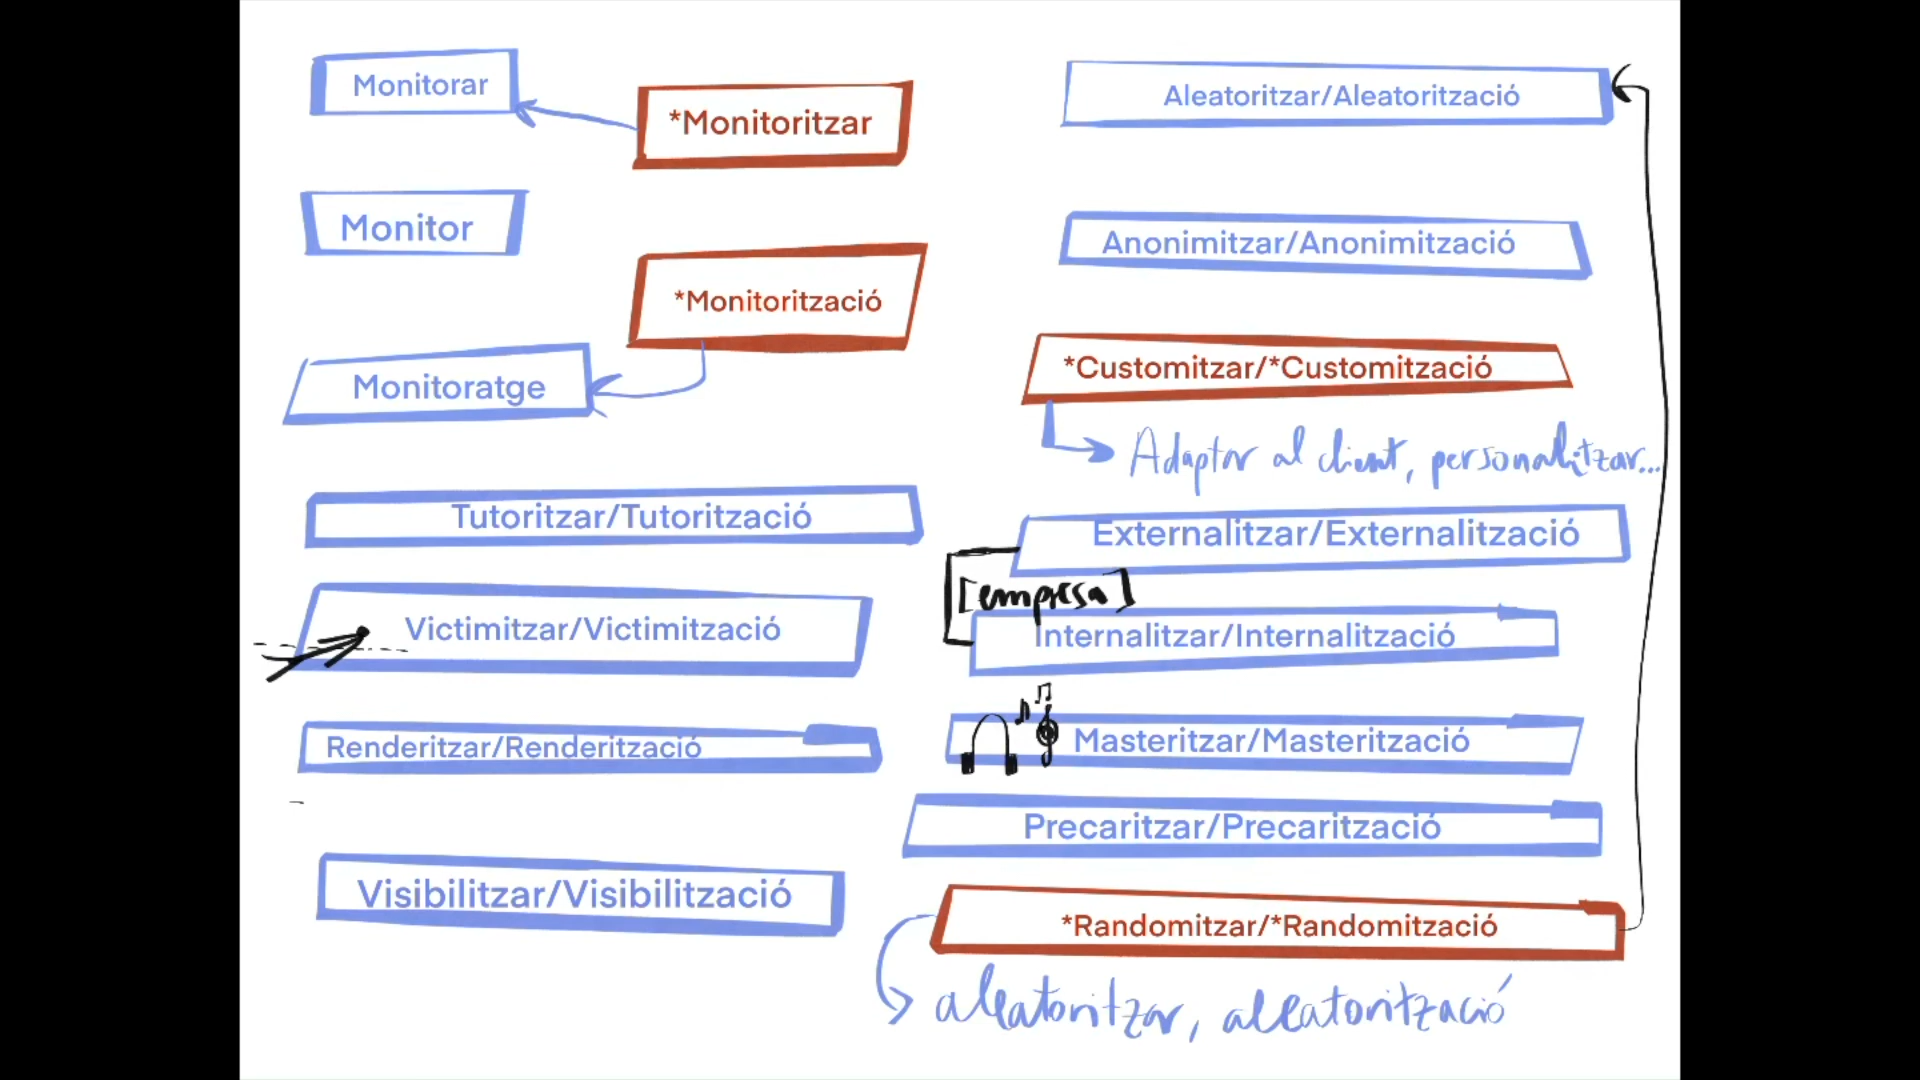 Monitorar
*Monitoritzar
Monitor
*Monitorització
Monitoratge
Tutoritzar/Tutorització
Victimitzar/Victimització
Renderitzar/Renderització
Visibilitzar/Visibilització
Aleatoritzar/Aleatorització
Anonimitzar/Anonimització
*Customitzar/*Customització
Adaptar al client, personalitzar...
Externalitzar/Externalització
[empresa]
Internalitzar/Internalització
Masteritzar/Masterització
Precaritzar/Precarització
*Randomitzar/*Randomització
aleatoritzar, aleatorització